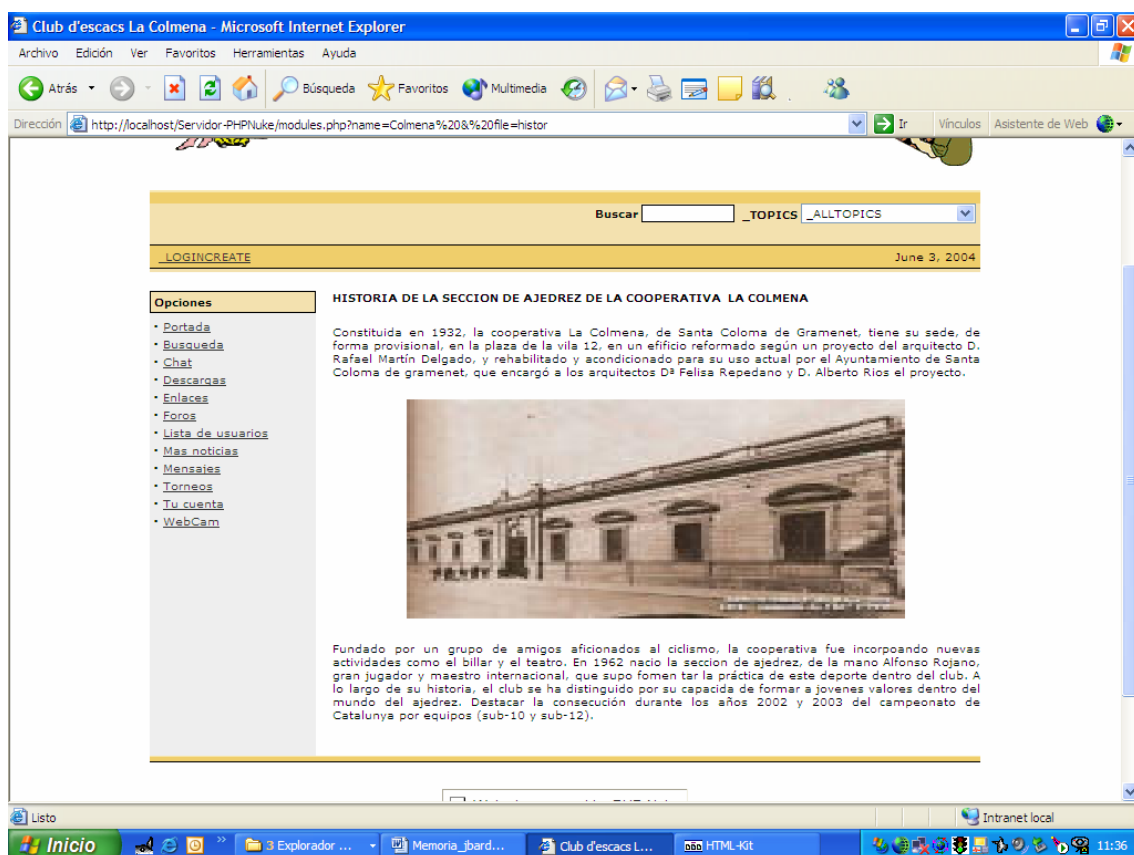 Club d'escacs La Colmena - Microsoft Internet Explorer
Archivo Edición Ver Favoritos Herramientas Ayuda
Atrás Búsqueda Favoritos Multimedia
Dirección http://localhost/Servidor-PHPNuke/modules.php?name=Colmena%20&%20file=histor Ir Vínculos Asistente de Web
Buscar _TOPICS _ALLTOPICS
_LOGINCREATE June 3, 2004
Opciones
· Portada
· Busqueda
· Chat
· Descargas
· Enlaces
· Foros
· Lista de usuarios
· Mas noticias
· Mensajes
· Torneos
· Tu cuenta
· WebCam
HISTORIA DE LA SECCION DE AJEDREZ DE LA COOPERATIVA LA COLMENA
Constituida en 1932, la cooperativa La Colmena, de Santa Coloma de Gramenet, tiene su sede, de
forma provisional, en la plaza de la vila 12, en un efificio reformado según un proyecto del arquitecto D.
Rafael Martín Delgado, y rehabilitado y acondicionado para su uso actual por el Ayuntamiento de Santa
Coloma de gramenet, que encargó a los arquitectos Dª Felisa Repedano y D. Alberto Rios el proyecto.
Fundado por un grupo de amigos aficionados al ciclismo, la cooperativa fue incorpoando nuevas
actividades como el billar y el teatro. En 1962 nacio la seccion de ajedrez, de la mano Alfonso Rojano,
gran jugador y maestro internacional, que supo fomen tar la práctica de este deporte dentro del club. A
lo largo de su historia, el club se ha distinguido por su capacida de formar a jovenes valores dentro del
mundo del ajedrez. Destacar la consecución durante los años 2002 y 2003 del campeonato de
Catalunya por equipos (sub-10 y sub-12).
Listo Intranet local
Inicio 3 Explorador ... Memoria_jbard... Club d'escacs L... HTML-Kit 11:36